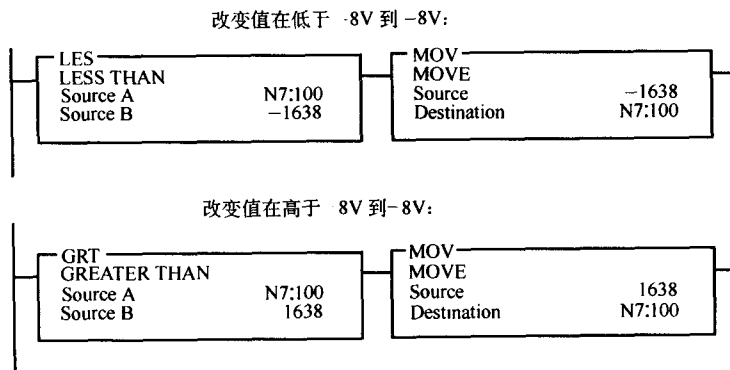 改变值在低于 -8V 到 -8V:
LES
LESS THAN
Source A N7:100
Source B -1638
MOV
MOVE
Source -1638
Destination N7:100
改变值在高于 8V 到- 8V:
GRT
GREATER THAN
Source A N7:100
Source B 1638
MOV
MOVE
Source 1638
Destination N7:100